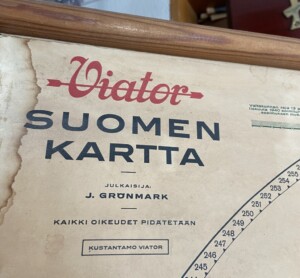 Viator
SUOMEN
KARTTA
JULKAISIJA:
J. GRÖNMARK
KAIKKI OIKEUDET PIDÄTETÄÄN
KUSTANTAMO VIATOR
255
254
253
252
251
250
249
248
247
246
245